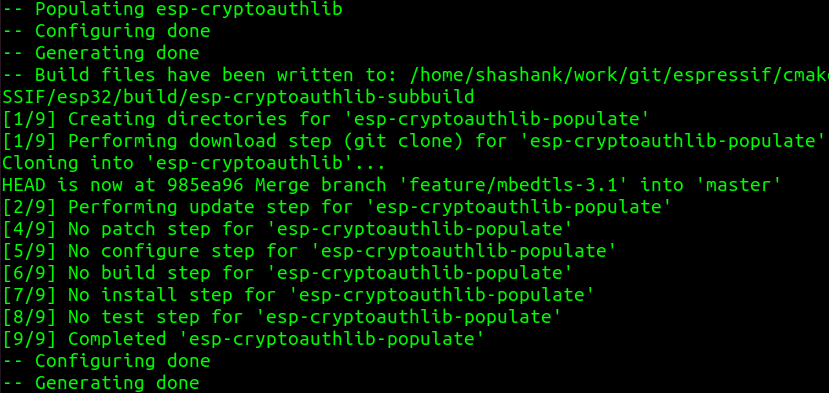 -- Populating esp-cryptoauthlib
-- Configuring done
-- Generating done
-- Build files have been written to: /home/shashank/work/git/espressif/cmake
SSIF/esp32/build/esp-cryptoauthlib-subbuild
[1/9] Creating directories for 'esp-cryptoauthlib-populate'
[1/9] Performing download step (git clone) for 'esp-cryptoauthlib-populate'
Cloning into 'esp-cryptoauthlib'...
HEAD is now at 985ea96 Merge branch 'feature/mbedtls-3.1' into 'master'
[2/9] Performing update step for 'esp-cryptoauthlib-populate'
[4/9] No patch step for 'esp-cryptoauthlib-populate'
[5/9] No configure step for 'esp-cryptoauthlib-populate'
[6/9] No build step for 'esp-cryptoauthlib-populate'
[7/9] No install step for 'esp-cryptoauthlib-populate'
[8/9] No test step for 'esp-cryptoauthlib-populate'
[9/9] Completed 'esp-cryptoauthlib-populate'
-- Configuring done
-- Generating done